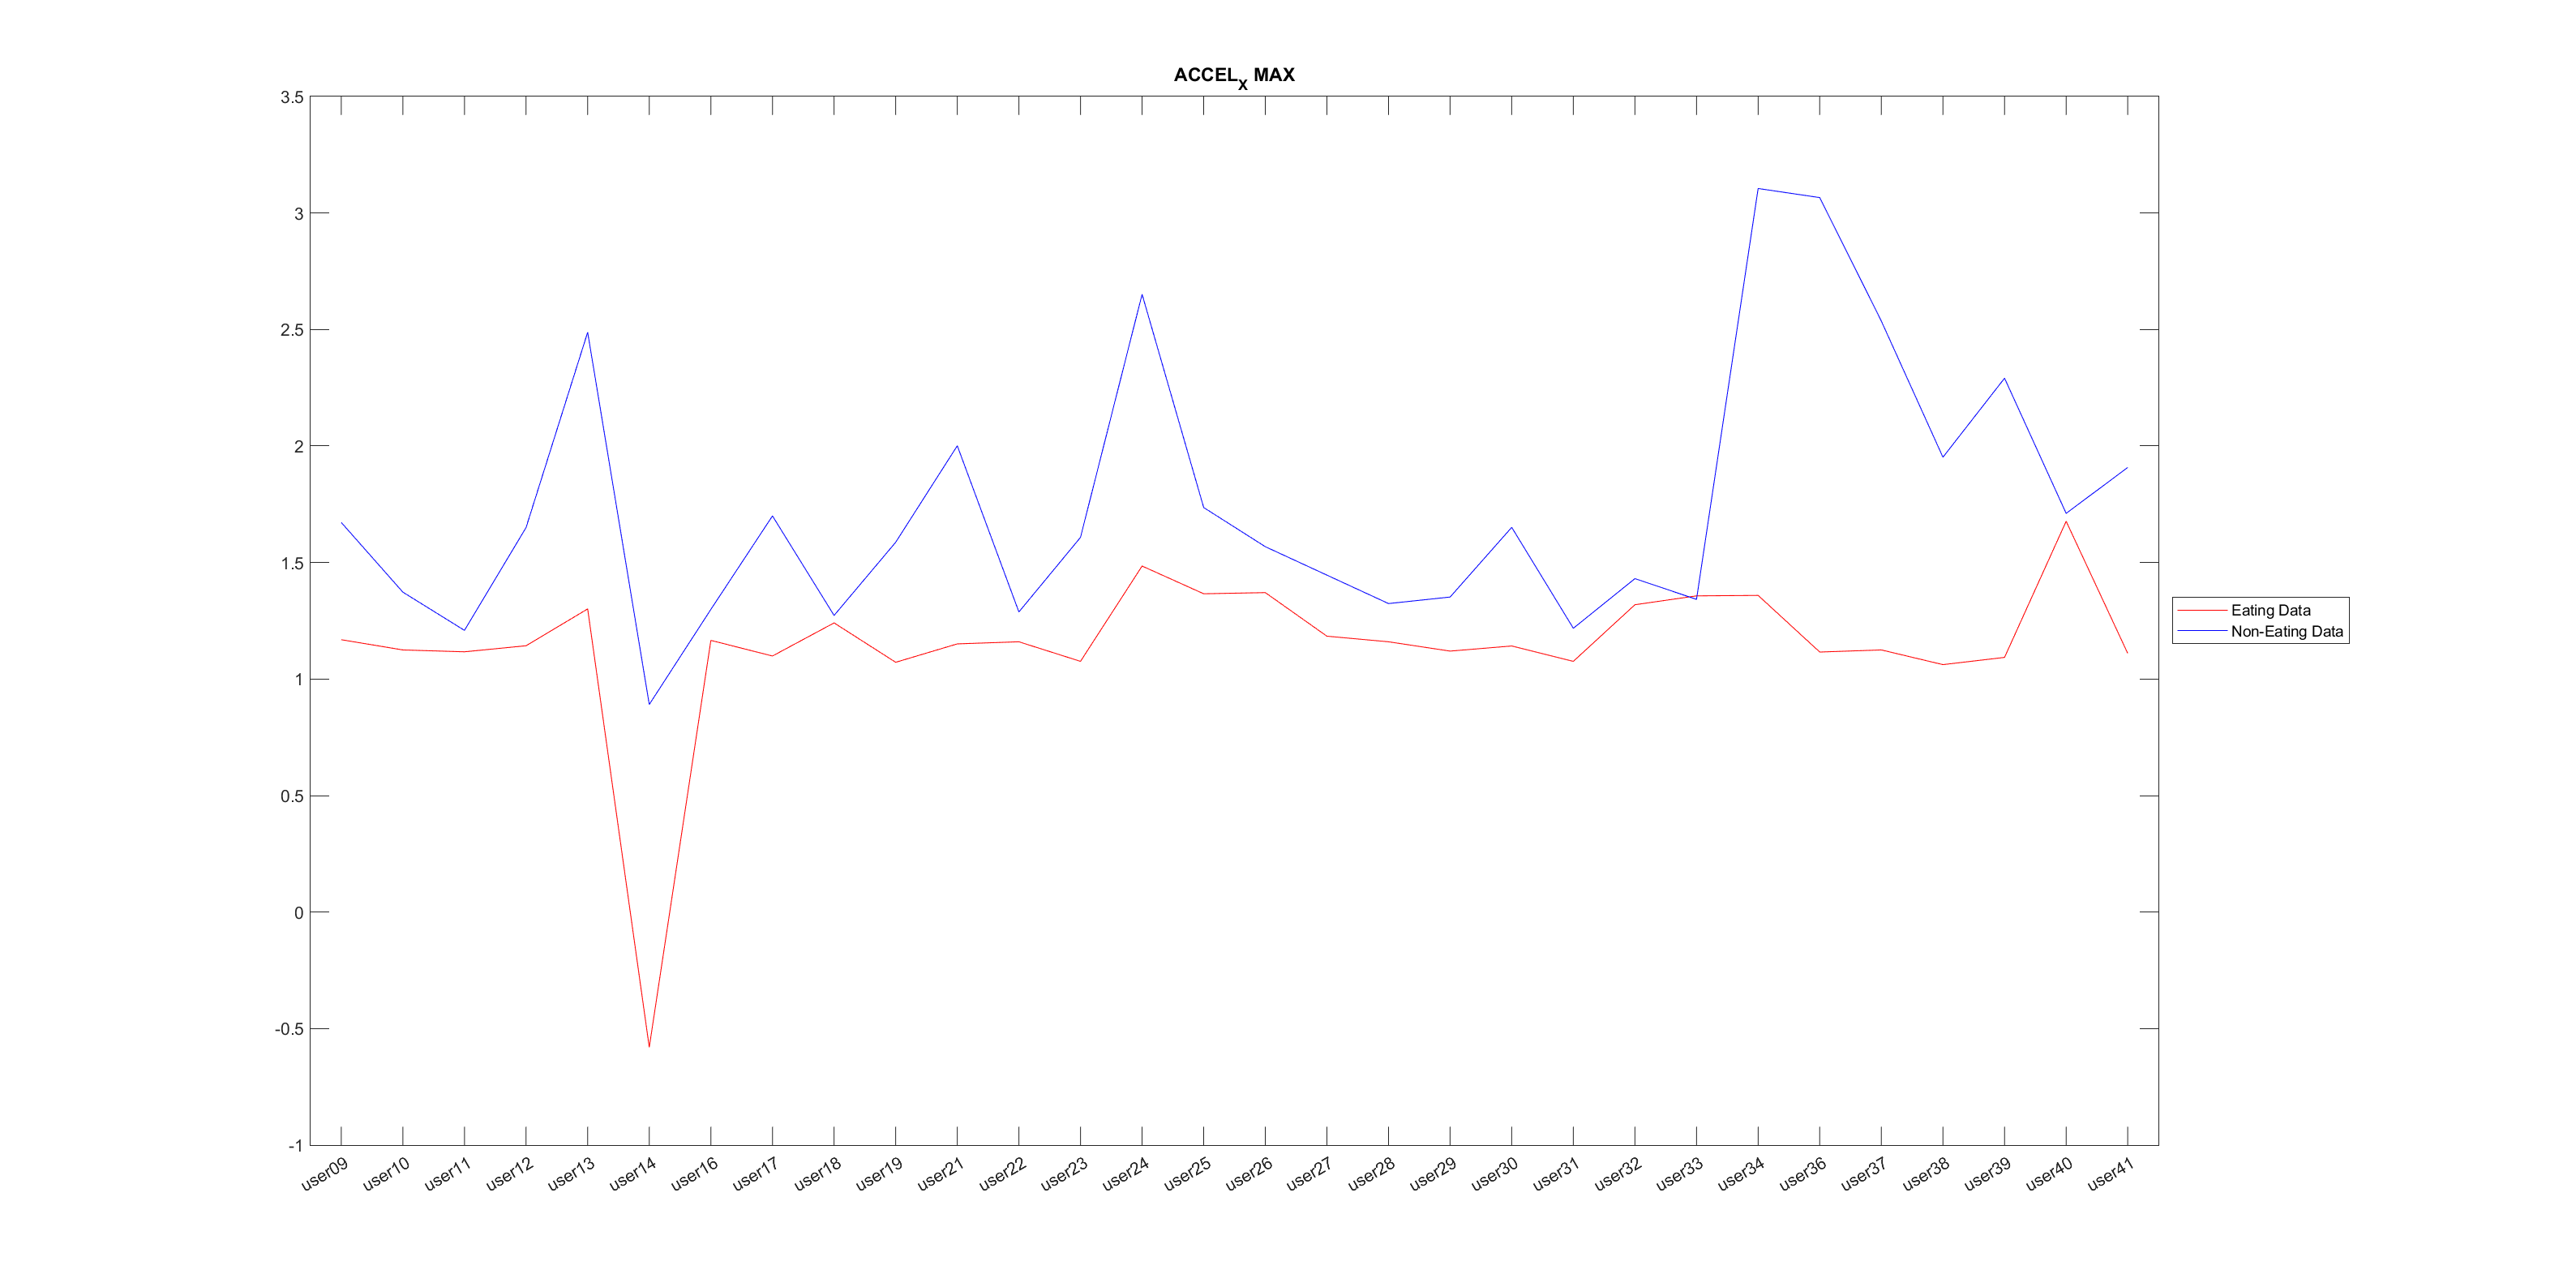 ACCELX MAX
3.5
3
2.5
2
1.5
1
0.5
0
-0.5
-1
user09 user10 user11 user12 user13 user14 user16 user17 user18 user19 user21 user22 user23 user24 user25 user26 user27 user28 user29 user30 user31 user32 user33 user34 user36 user37 user38 user39 user40 user41
Eating Data
Non-Eating Data